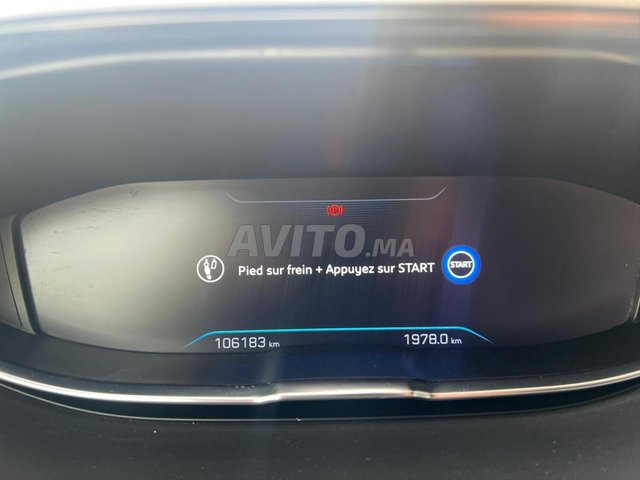 (P)
AVITO.MA
Pied sur frein + Appuyez sur START
START
106183 km
1978.0 km